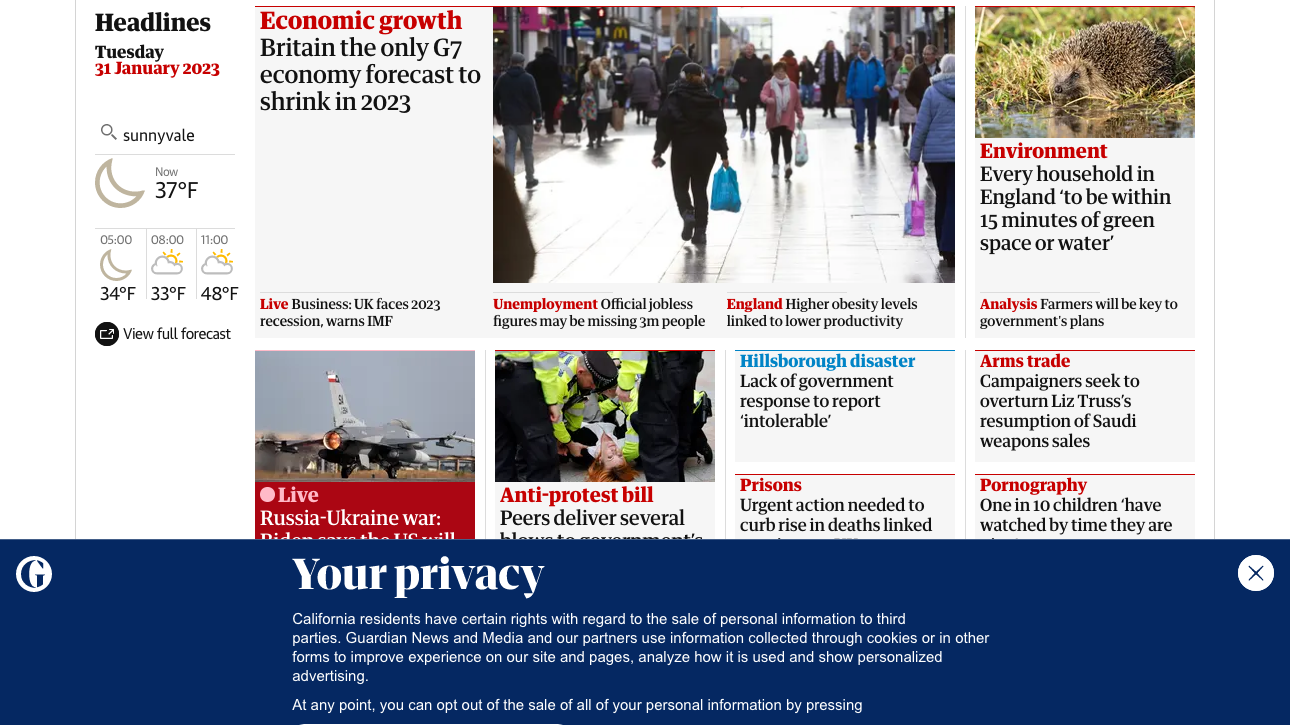 Headlines
Tuesday
31 January 2023
sunnyvale
Now
37°F
05:00
08:00
11:00
34°F
33°F
48°F
View full forecast
Economic growth
Britain the only G7
economy forecast to
shrink in 2023
Live Business: UK faces 2023
recession, warns IMF
Unemployment Official jobless
figures may be missing 3m people
England Higher obesity levels
linked to lower productivity
Environment
Every household in
England ‘to be within
15 minutes of green
space or water’
Analysis Farmers will be key to
government's plans
Live
Russia-Ukraine war:
Biden says the US will
Anti-protest bill
Peers deliver several
blows to government’s
Hillsborough disaster
Lack of government
response to report
‘intolerable’
Prisons
Urgent action needed to
curb rise in deaths linked
Arms trade
Campaigners seek to
overturn Liz Truss’s
resumption of Saudi
weapons sales
Pornography
One in 10 children ‘have
watched by time they are
Your privacy
California residents have certain rights with regard to the sale of personal information to third
parties. Guardian News and Media and our partners use information collected through cookies or in other
forms to improve experience on our site and pages, analyze how it is used and show personalized
advertising.
At any point, you can opt out of the sale of all of your personal information by pressing